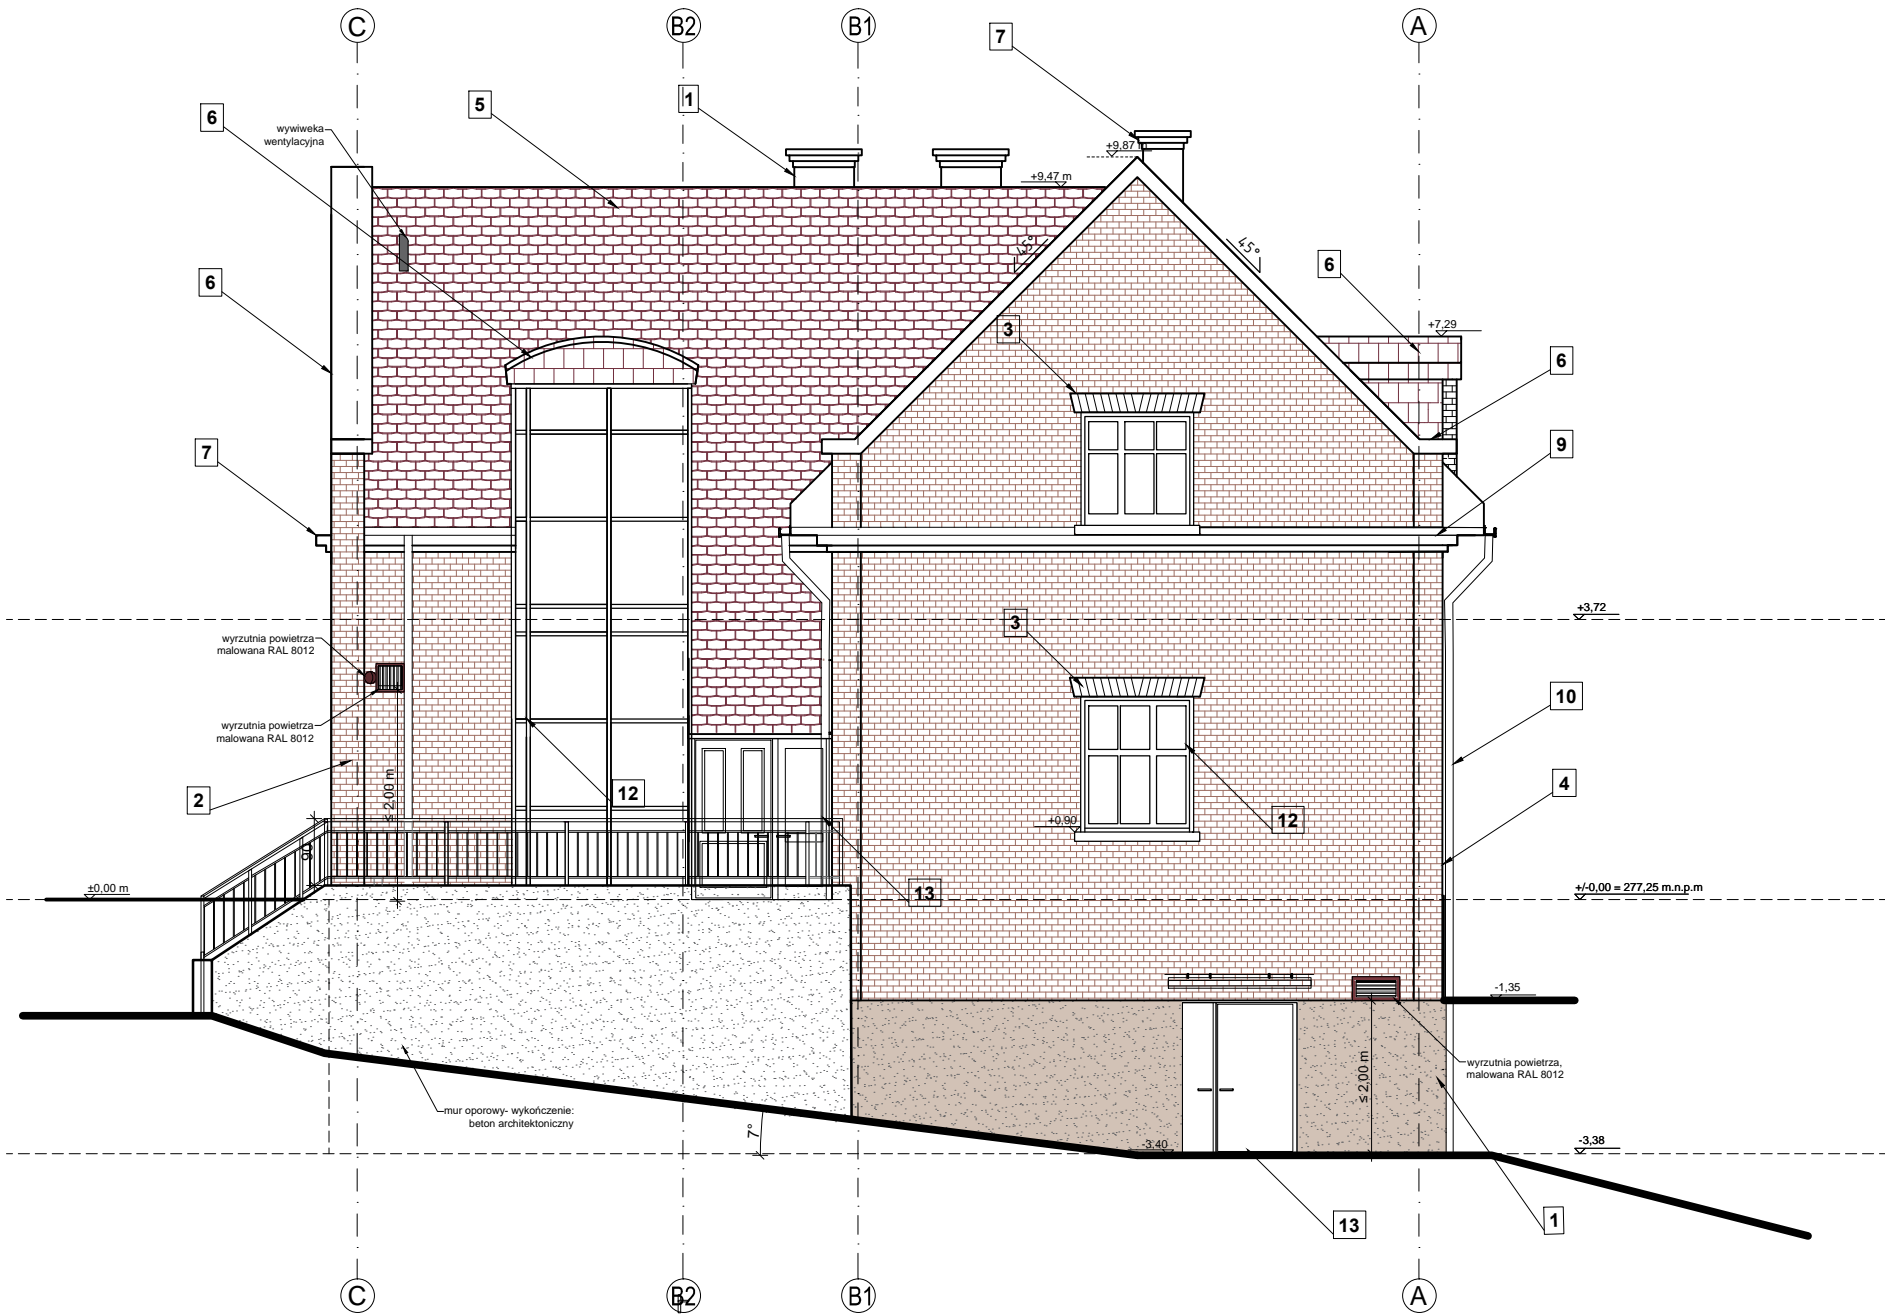 C
B2
B1
A
7
1
5
6
wywiewka
wentylacyjna
+9,87
+9,47 m
45°
45°
6
6
3
+7,29
6
9
7
+3,72
3
wyrzutnia powietrza
malowana RAL 8012
10
wyrzutnia powietrza
malowana RAL 8012
4
2
≤ 2,00 m
12
+0,90
12
90
±0,00 m
13
+/-0,00 = 277,25 m.n.p.m
-1,35
≤ 2,00 m
wyrzutnia powietrza,
malowana RAL 8012
mur oporowy- wykończenie:
beton architektoniczny
7°
-3,40
-3,38
13
1
C
B2
B1
A